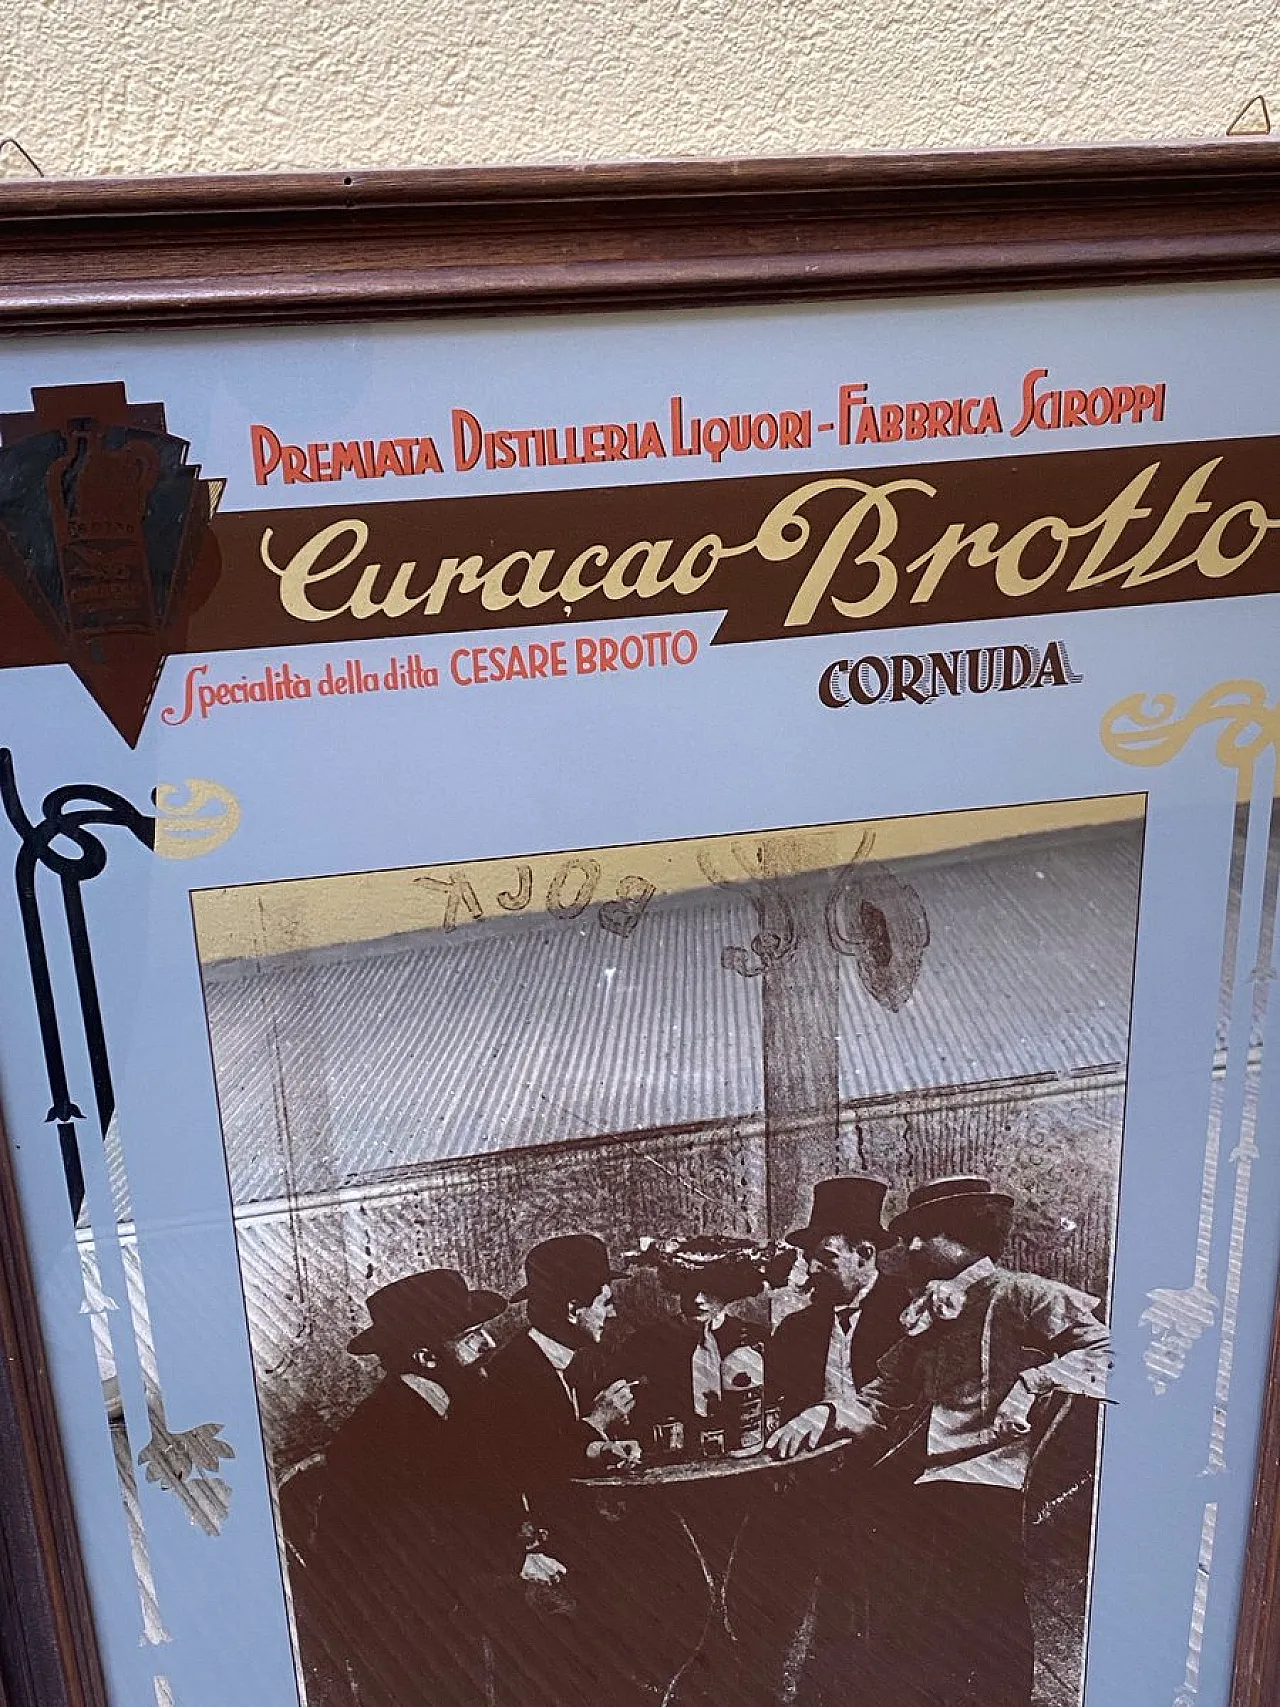 PREMIATA DISTILLERIA LIQUORI - FABBRICA SCIROPPI
Curaçao Brotto
Specialità della ditta CESARE BROTTO
CORNUDA